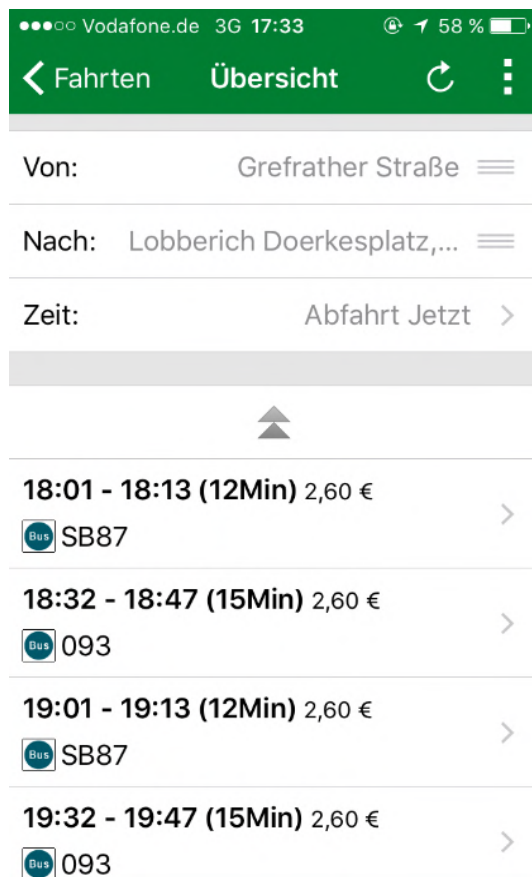 Vodafone.de 3G 17:33 58 %
Fahrten Übersicht
Von: Grefrather Straße
Nach: Lobberich Doerkesplatz,...
Zeit: Abfahrt Jetzt
18:01 - 18:13 (12Min) 2,60 €
Bus SB87
18:32 - 18:47 (15Min) 2,60 €
Bus 093
19:01 - 19:13 (12Min) 2,60 €
Bus SB87
19:32 - 19:47 (15Min) 2,60 €
Bus 093